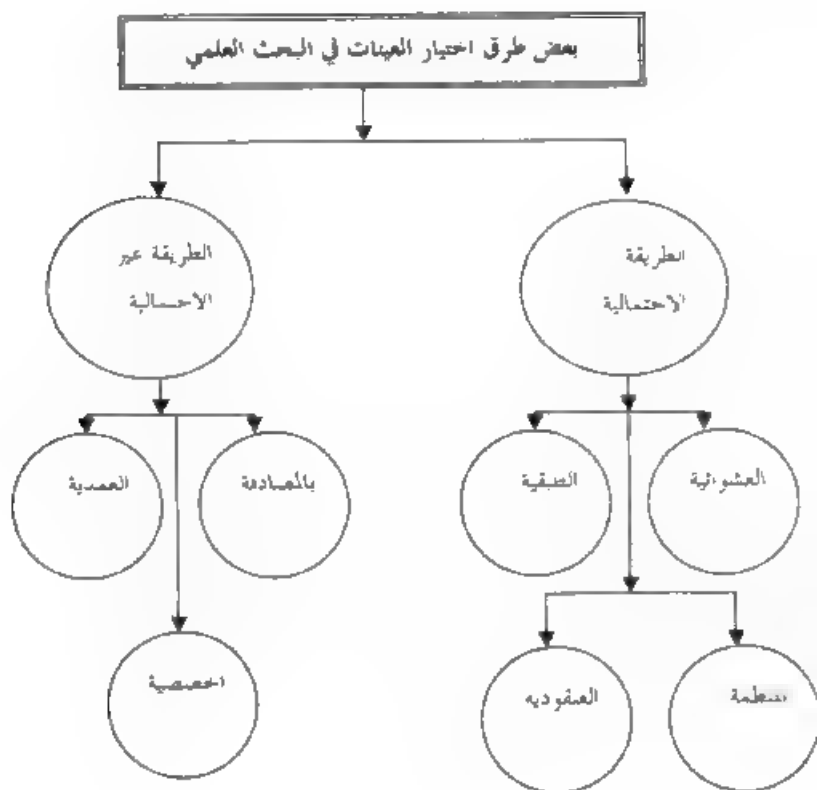 بعض طرق اختيار العينات في البحث العلمي
الطريقة
الاحتمالية
الطريقة غير
الاحتمالية
العشوائية
الطبقية
بالمصادفة
العمدية
منتظمة
العنقودية
الحصصية